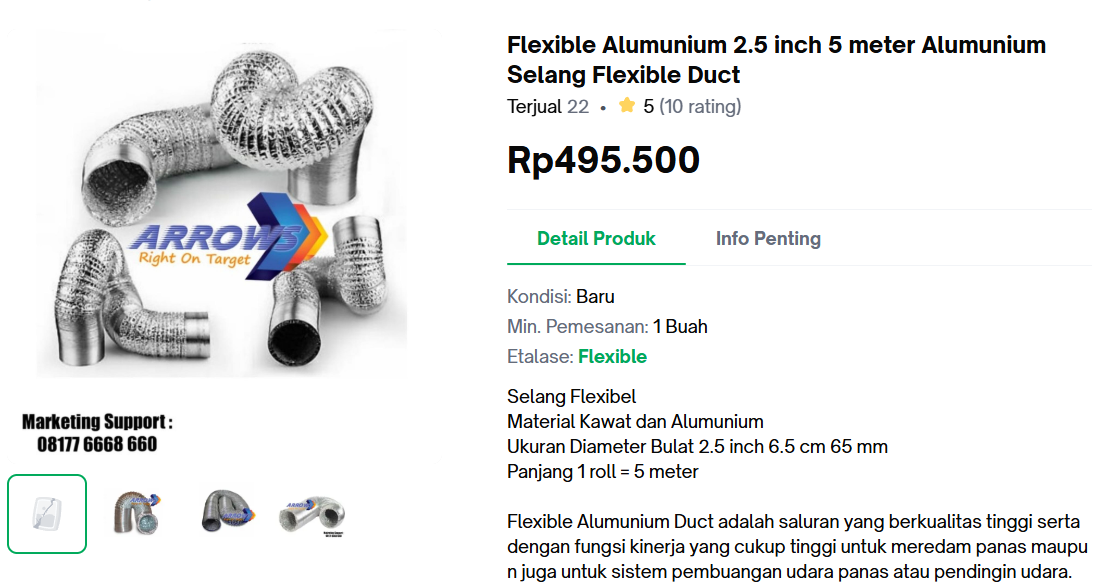 Flexible Alumunium 2.5 inch 5 meter Alumunium
Selang Flexible Duct
Terjual 22 • 5 (10 rating)
Rp495.500
Detail Produk Info Penting
Kondisi: Baru
Min. Pemesanan: 1 Buah
Etalase: Flexible
Selang Flexibel
Material Kawat dan Alumunium
Ukuran Diameter Bulat 2.5 inch 6.5 cm 65 mm
Panjang 1 roll = 5 meter
Flexible Alumunium Duct adalah saluran yang berkualitas tinggi serta
dengan fungsi kinerja yang cukup tinggi untuk meredam panas maupu
n juga untuk sistem pembuangan udara panas atau pendingin udara.
ARROWS
Right On Target
Marketing Support :
08177 6668 660
ARROWS
ARROWS
ARROWS